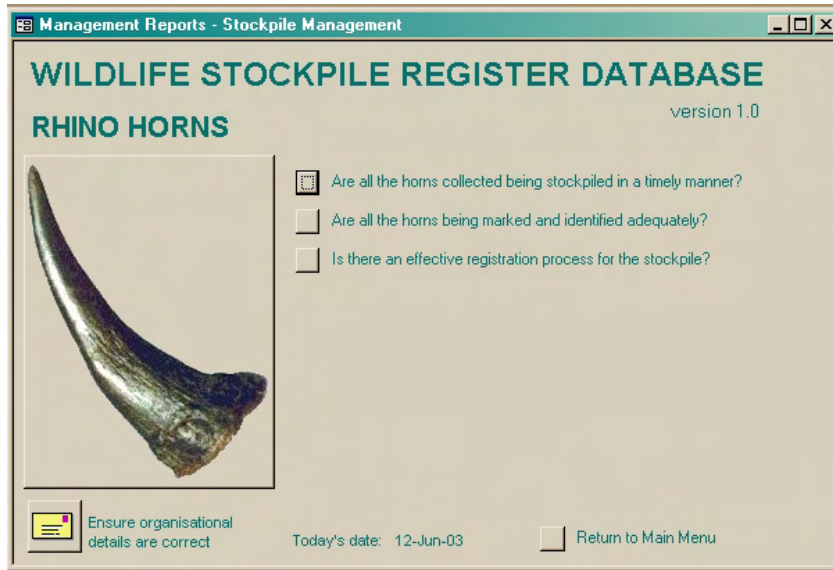 Management Reports - Stockpile Management
WILDLIFE STOCKPILE REGISTER DATABASE
version 1.0
RHINO HORNS
Are all the horns collected being stockpiled in a timely manner?
Are all the horns being marked and identified adequately?
Is there an effective registration process for the stockpile?
Ensure organisational
details are correct
Today's date: 12-Jun-03
Return to Main Menu